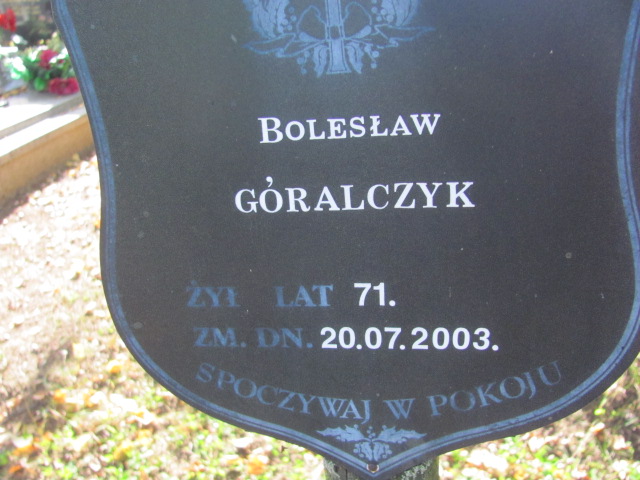 BOLESŁAW
GÓRALCZYK
ŻYŁ LAT 71.
ZM. DN. 20.07.2003.
SPOCZYWAJ W POKOJU